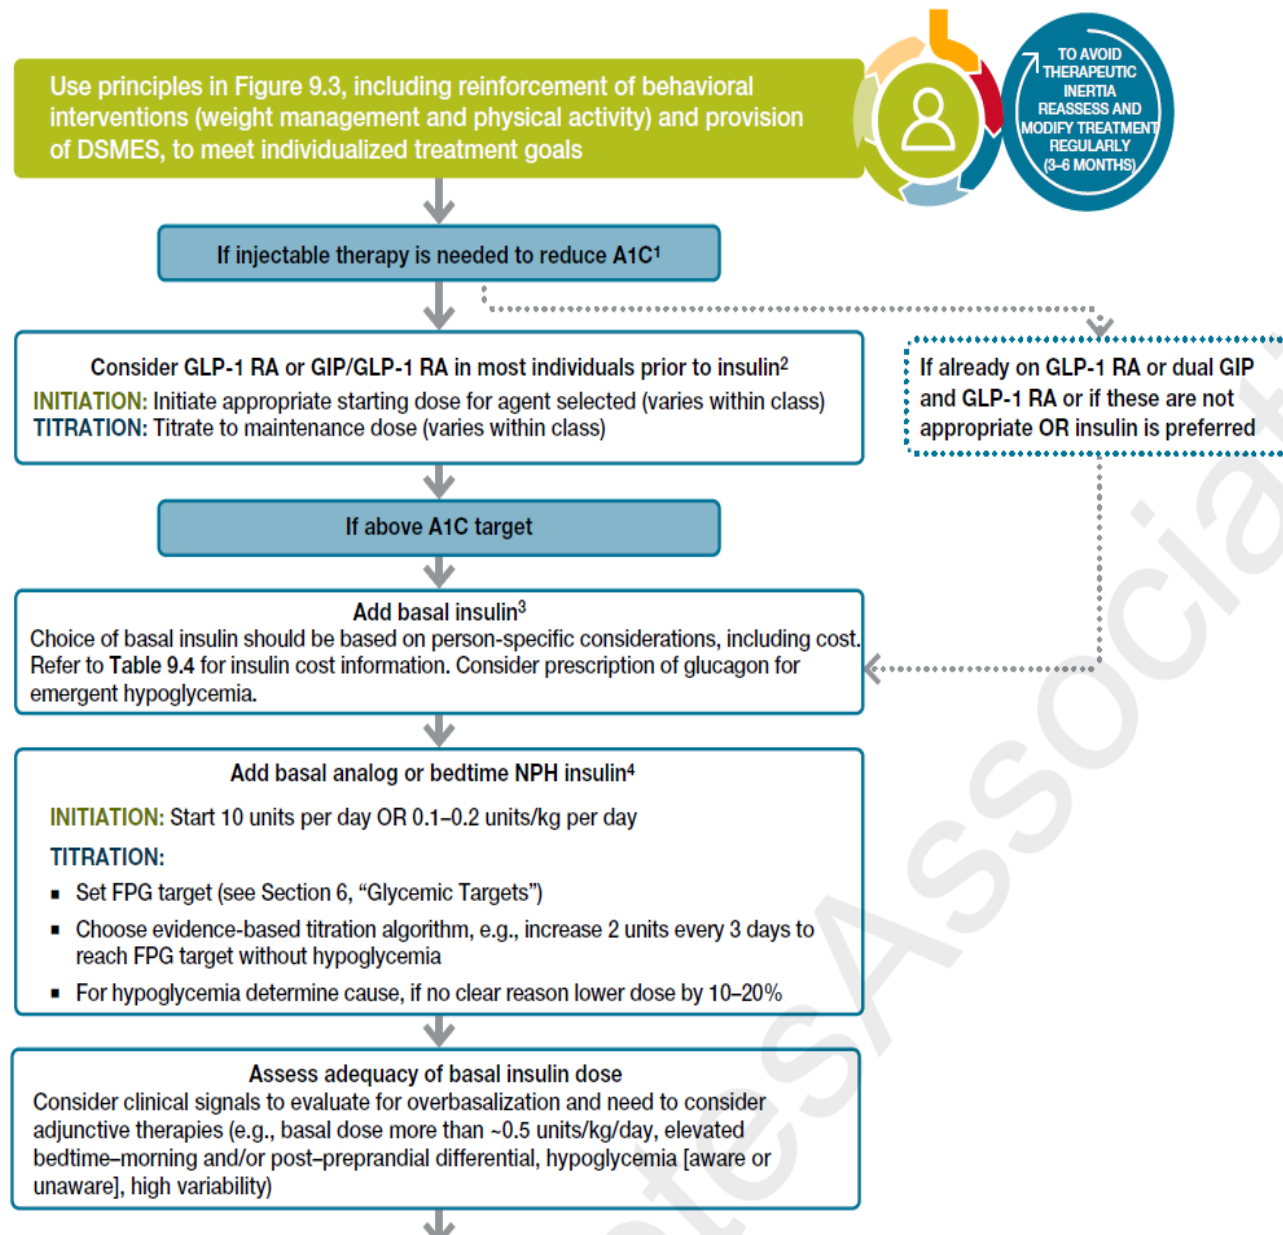 Use principles in Figure 9.3, including reinforcement of behavioral
interventions (weight management and physical activity) and provision
of DSMES, to meet individualized treatment goals
TO AVOID
THERAPEUTIC
INERTIA
REASSESS AND
MODIFY TREATMENT
REGULARLY
(3–6 MONTHS)
If injectable therapy is needed to reduce A1C¹
Consider GLP-1 RA or GIP/GLP-1 RA in most individuals prior to insulin²
INITIATION: Initiate appropriate starting dose for agent selected (varies within class)
TITRATION: Titrate to maintenance dose (varies within class)
If already on GLP-1 RA or dual GIP
and GLP-1 RA or if these are not
appropriate OR insulin is preferred
If above A1C target
Add basal insulin³
Choice of basal insulin should be based on person-specific considerations, including cost.
Refer to Table 9.4 for insulin cost information. Consider prescription of glucagon for
emergent hypoglycemia.
Add basal analog or bedtime NPH insulin⁴
INITIATION: Start 10 units per day OR 0.1–0.2 units/kg per day
TITRATION:
▪ Set FPG target (see Section 6, “Glycemic Targets”)
▪ Choose evidence-based titration algorithm, e.g., increase 2 units every 3 days to
reach FPG target without hypoglycemia
▪ For hypoglycemia determine cause, if no clear reason lower dose by 10–20%
Assess adequacy of basal insulin dose
Consider clinical signals to evaluate for overbasalization and need to consider
adjunctive therapies (e.g., basal dose more than ~0.5 units/kg/day, elevated
bedtime–morning and/or post–preprandial differential, hypoglycemia [aware or
unaware], high variability)
tesAssociati